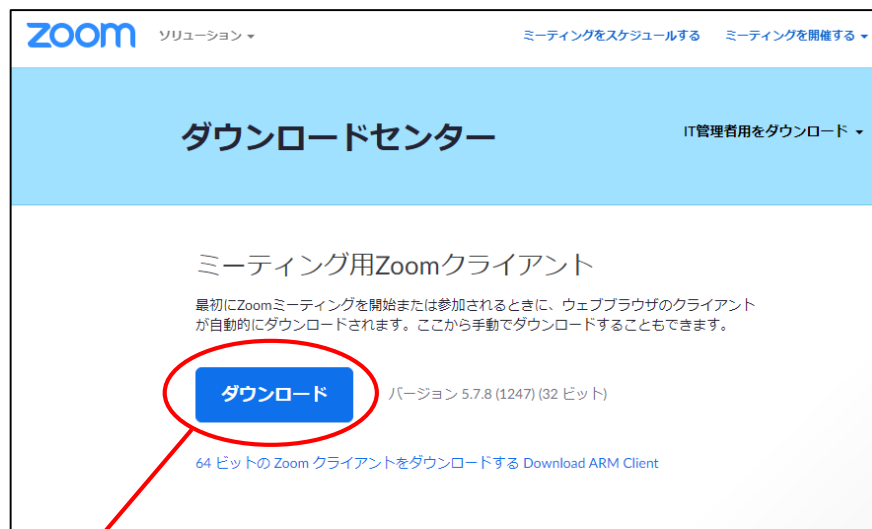 zoom ソリューション ミーティングをスケジュールする ミーティングを開催する
ダウンロードセンター IT管理者用をダウンロード
ミーティング用Zoomクライアント
最初にZoomミーティングを開始または参加されるときに、ウェブブラウザのクライアント
が自動的にダウンロードされます。ここから手動でダウンロードすることもできます。
ダウンロード バージョン 5.7.8 (1247) (32 ビット)
64 ビットの Zoom クライアントをダウンロードする Download ARM Client